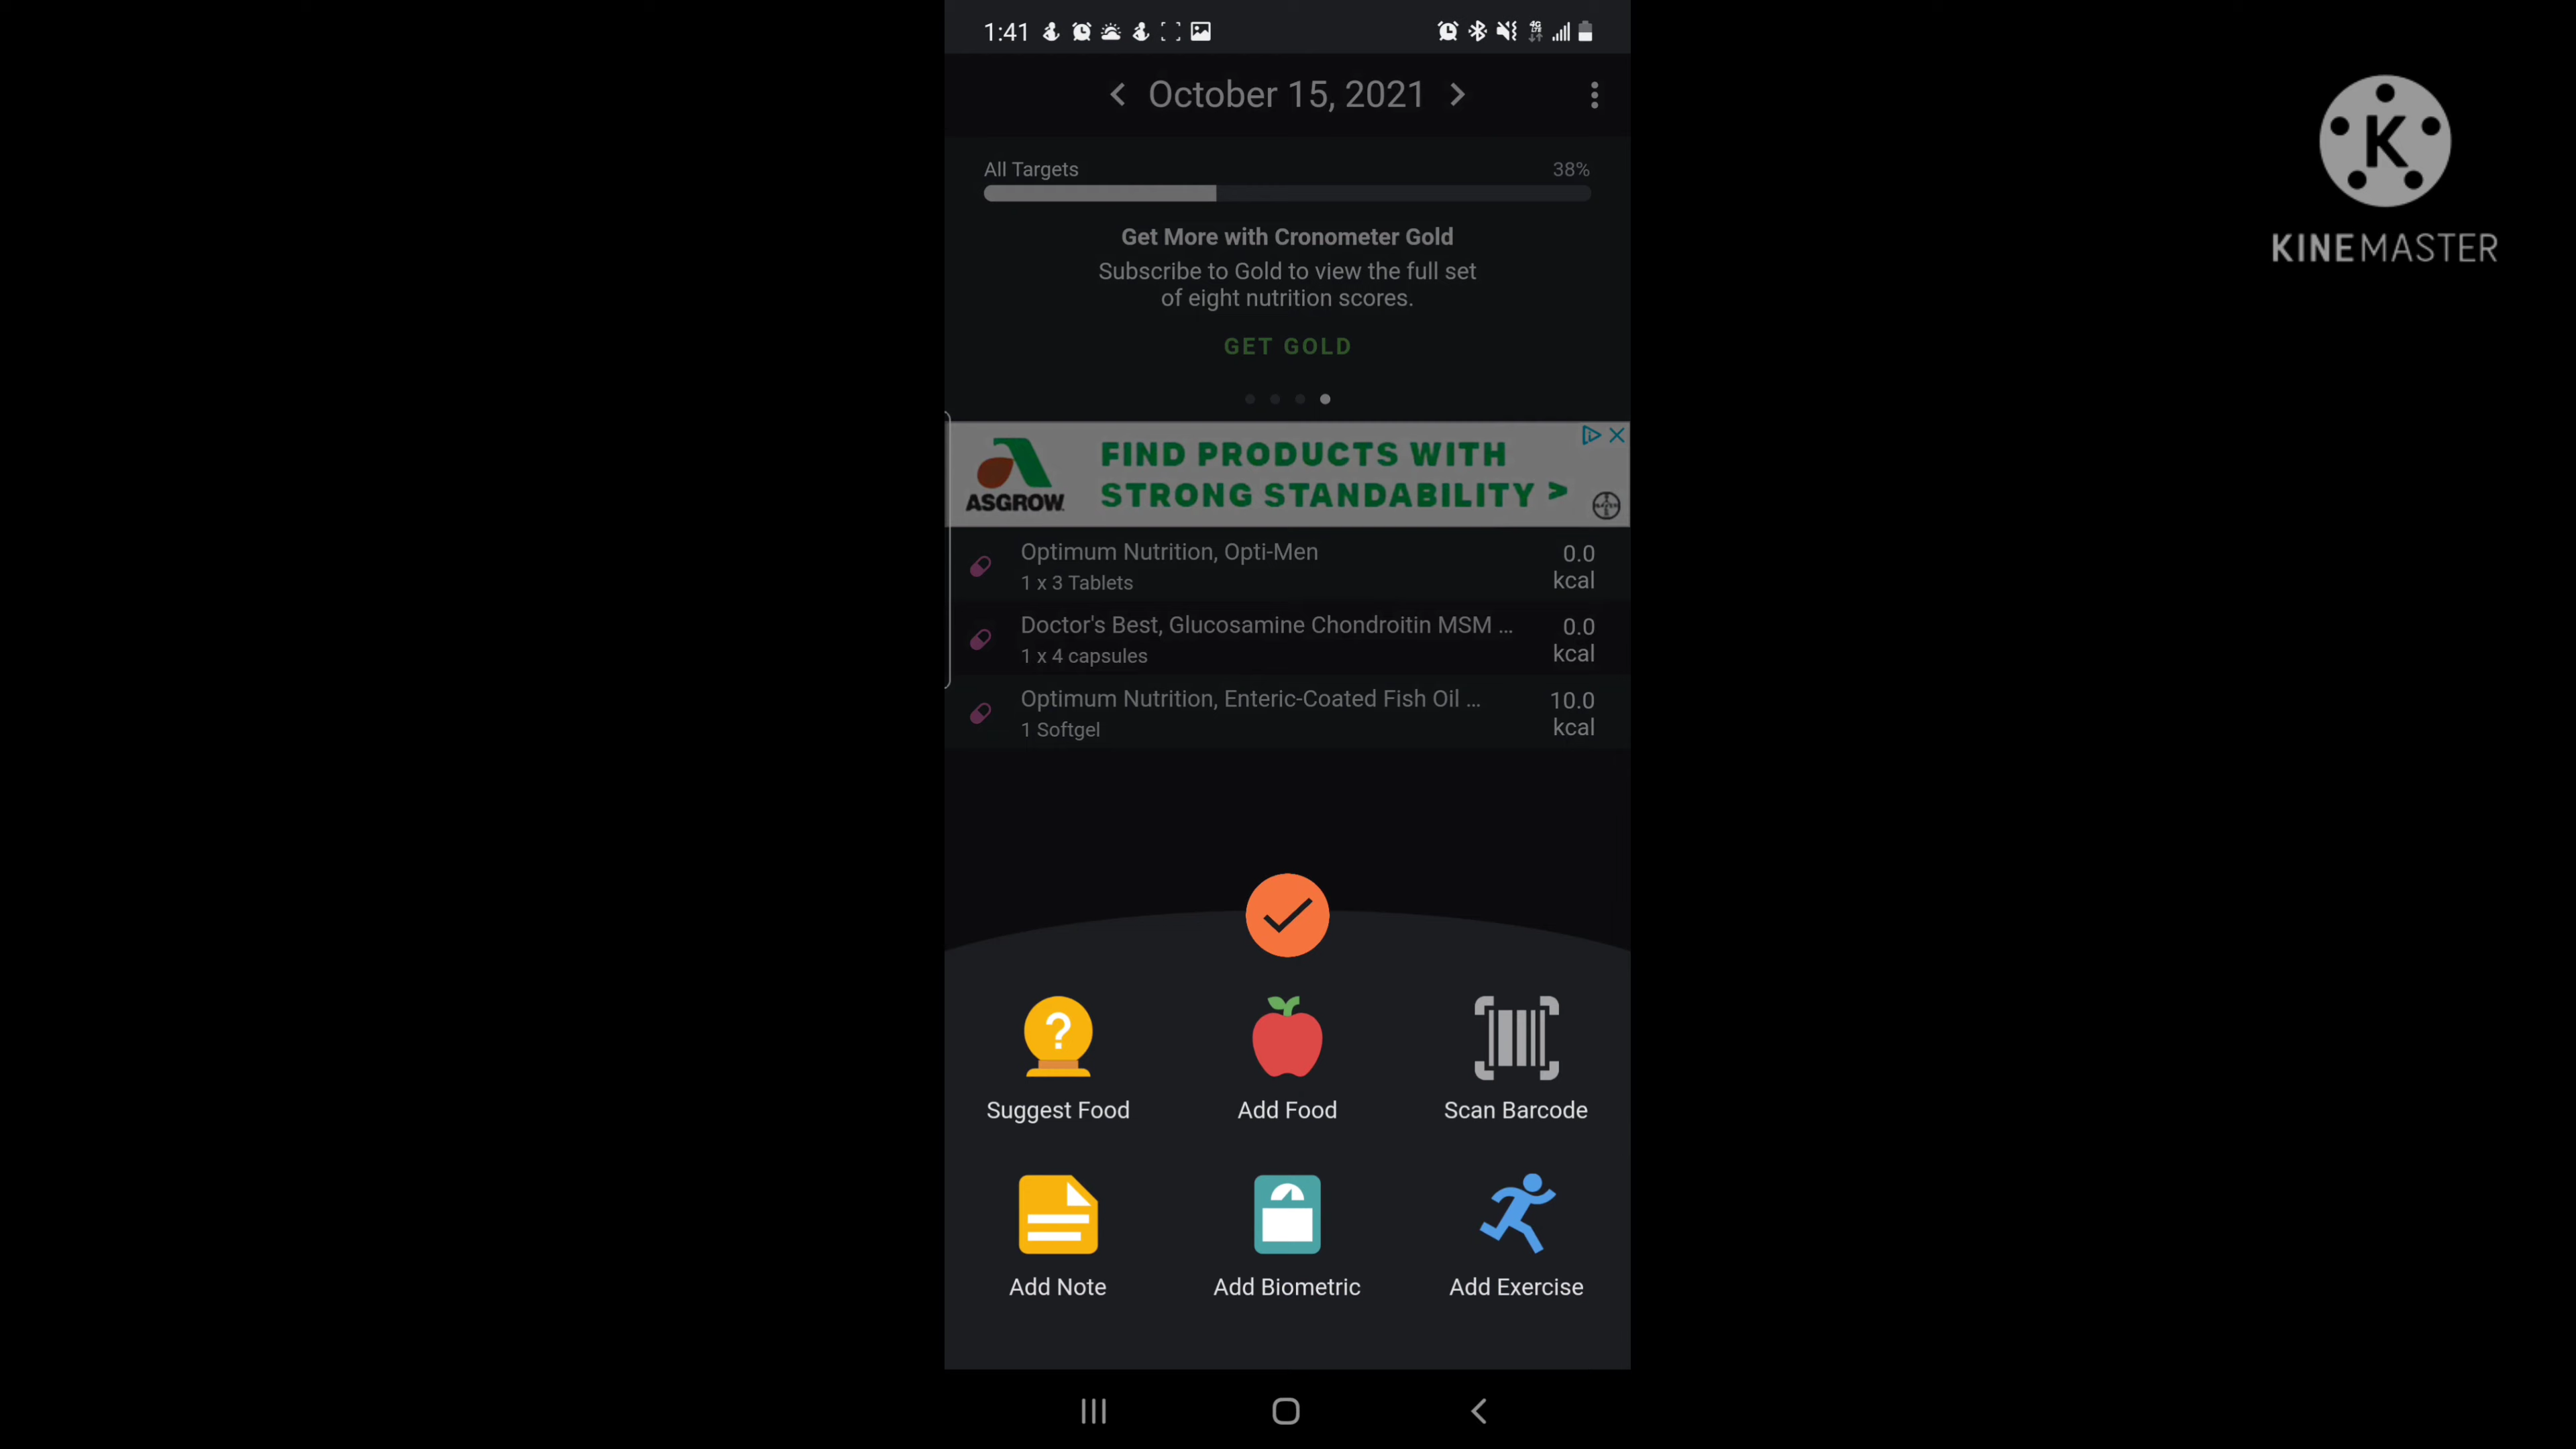 1:41
October 15, 2021
All Targets 38%
Get More with Cronometer Gold
Subscribe to Gold to view the full set
of eight nutrition scores.
GET GOLD
ASGROW
FIND PRODUCTS WITH
STRONG STANDABILITY >
BAYER
Optimum Nutrition, Opti-Men 0.0
1 x 3 Tablets kcal
Doctor's Best, Glucosamine Chondroitin MSM ... 0.0
1 x 4 capsules kcal
Optimum Nutrition, Enteric-Coated Fish Oil ... 10.0
1 Softgel kcal
?
Suggest Food Add Food Scan Barcode
Add Note Add Biometric Add Exercise
K
KINEMASTER